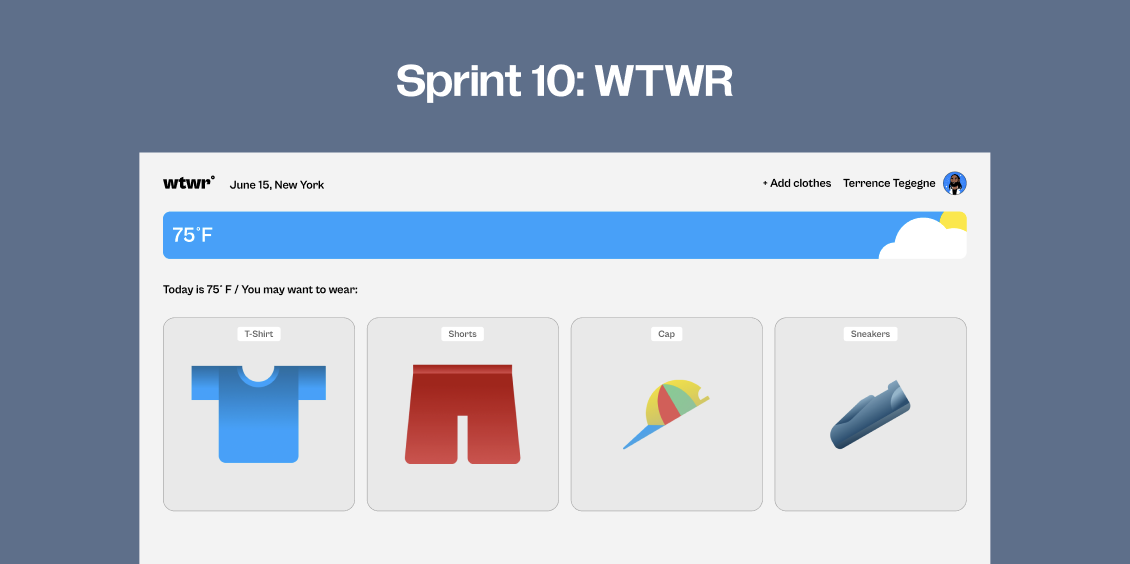 Sprint 10: WTWR
wtwr°
June 15, New York
+ Add clothes
Terrence Tegegne
75°F
Today is 75° F / You may want to wear:
T-Shirt
Shorts
Cap
Sneakers